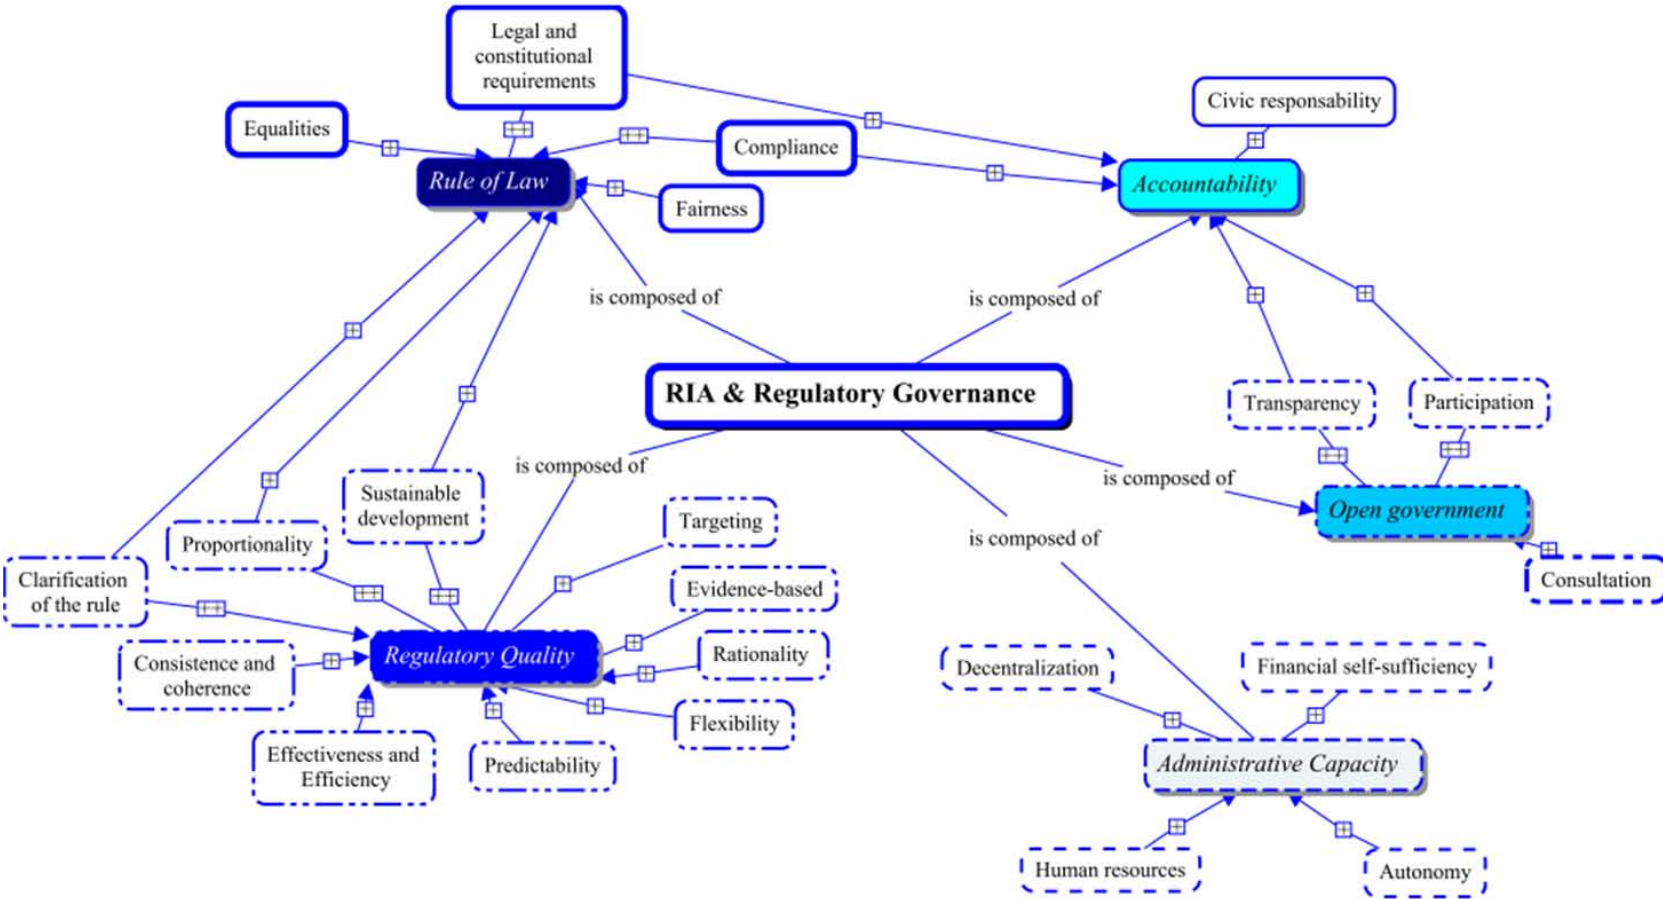 Legal and
constitutional
requirements
Civic responsability
Equalities
++
+
+
++
+
Compliance
+
Rule of Law
+
Accountability
Fairness
is composed of
is composed of
+
+
+
RIA & Regulatory Governance
+
Transparency
Participation
++
++
is composed of
is composed of
+
Sustainable
development
Targeting
Open government
Proportionality
is composed of
+
Consultation
Clarification
of the rule
++
++
+
Evidence-based
++
+
Regulatory Quality
Rationality
Consistence and
coherence
+
+
Decentralization
Financial self-sufficiency
+
+
+
Flexibility
+
+
Effectiveness and
Efficiency
Predictability
Administrative Capacity
+
+
Human resources
Autonomy